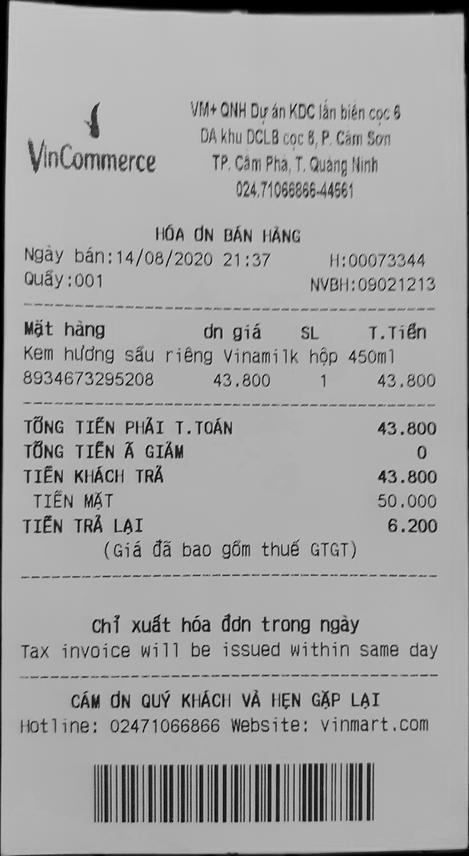 VinCommerce
VM+ QNH Dự án KDC lấn biển cọc 6
DA khu DCLB cọc 6, P. Cẩm Sơn
TP. Cẩm Phả, T. Quảng Ninh
024.71066866-44561
HÓA ƠN BÁN HÀNG
Ngày bán:14/08/2020 21:37 H:00073344
Quầy:001 NVBH:09021213
Mặt hàng ơn giá SL T.Tiền
Kem hương sầu riêng Vinamilk hộp 450ml
8934673295208 43.800 1 43.800
TỔNG TIỀN PHẢI T.TOÁN 43.800
TỔNG TIỀN Ã GIẢM 0
TIỀN KHÁCH TRẢ 43.800
TIỀN MẶT 50.000
TIỀN TRẢ LẠI 6.200
(Giá đã bao gồm thuế GTGT)
Chỉ xuất hóa đơn trong ngày
Tax invoice will be issued within same day
CẢM ƠN QUÝ KHÁCH VÀ HẸN GẶP LẠI
Hotline: 02471066866 Website: vinmart.com